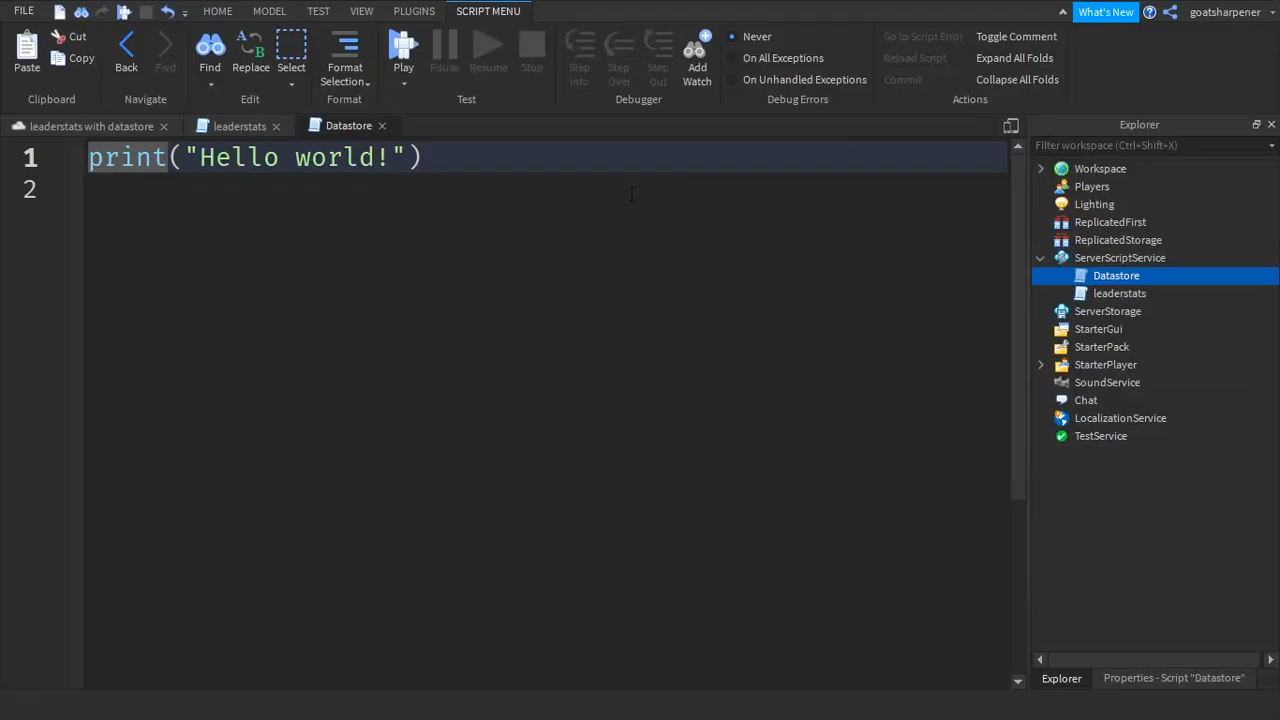 FILE
HOME
MODEL
TEST
VIEW
PLUGINS
SCRIPT MENU
What's New
goatsharpener
Paste
Cut
Copy
Clipboard
Back
Fwd
Navigate
Find
Replace
Select
Edit
Format
Selection
Format
Play
Pause
Resume
Stop
Test
Step
Into
Step
Over
Step
Out
Add
Watch
Debugger
Never
On All Exceptions
On Unhandled Exceptions
Debug Errors
Go to Script Error
Reload Script
Commit
Toggle Comment
Expand All Folds
Collapse All Folds
Actions
leaderstats with datastore
leaderstats
Datastore
1 print("Hello world!")
2
Explorer
Filter workspace (Ctrl+Shift+X)
Workspace
Players
Lighting
ReplicatedFirst
ReplicatedStorage
ServerScriptService
Datastore
leaderstats
ServerStorage
StarterGui
StarterPack
StarterPlayer
SoundService
Chat
LocalizationService
TestService
Explorer
Properties - Script "Datastore"